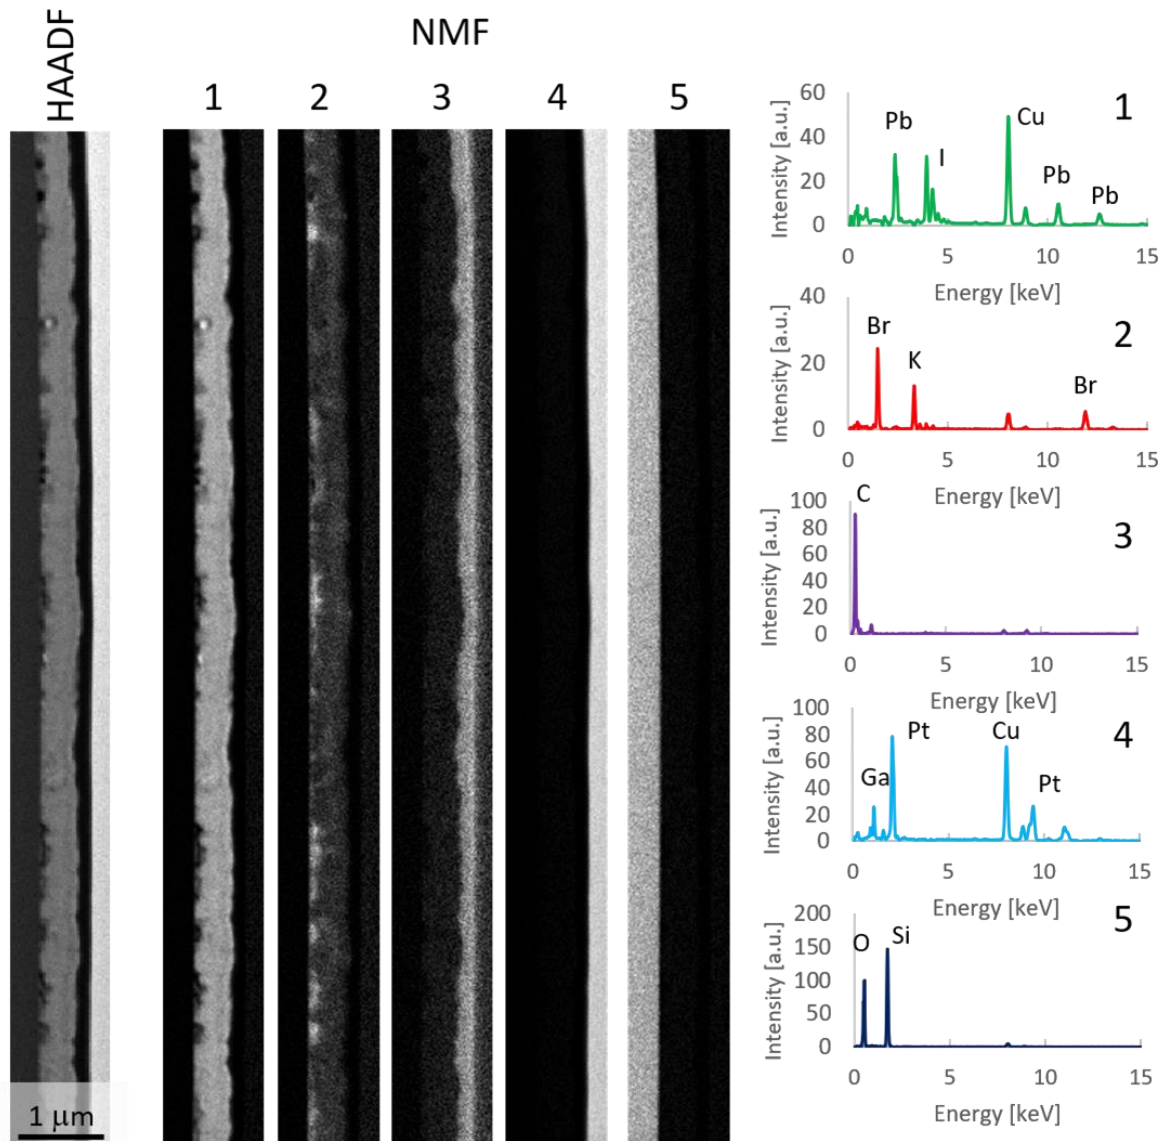 HAADF
NMF
1 2 3 4 5
1 μm
60
40
20
0
Intensity [a.u.]
Pb
I
Cu
Pb
Pb
1
0 5 10 15
Energy [keV]
40
20
0
Intensity [a.u.]
Br
K
Br
2
0 5 10 15
Energy [keV]
100
80
60
40
20
0
Intensity [a.u.]
C
3
0 5 10 15
Energy [keV]
100
80
60
40
20
0
Intensity [a.u.]
Ga
Pt
Cu
Pt
4
0 5 10 15
Energy [keV]
200
150
100
50
0
Intensity [a.u.]
O
Si
5
0 5 10 15
Energy [keV]